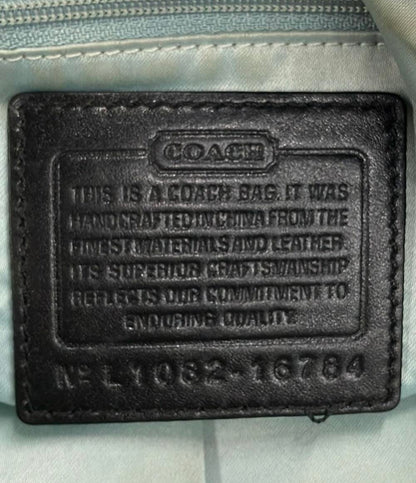 COACH
THIS IS A COACH BAG. IT WAS
HANDCRAFTED IN CHINA FROM THE
FINEST MATERIALS AND LEATHER.
ITS SUPERIOR CRAFTSMANSHIP
REFLECTS OUR COMMITMENT TO
ENDURING QUALITY.
Nº L1082-16784